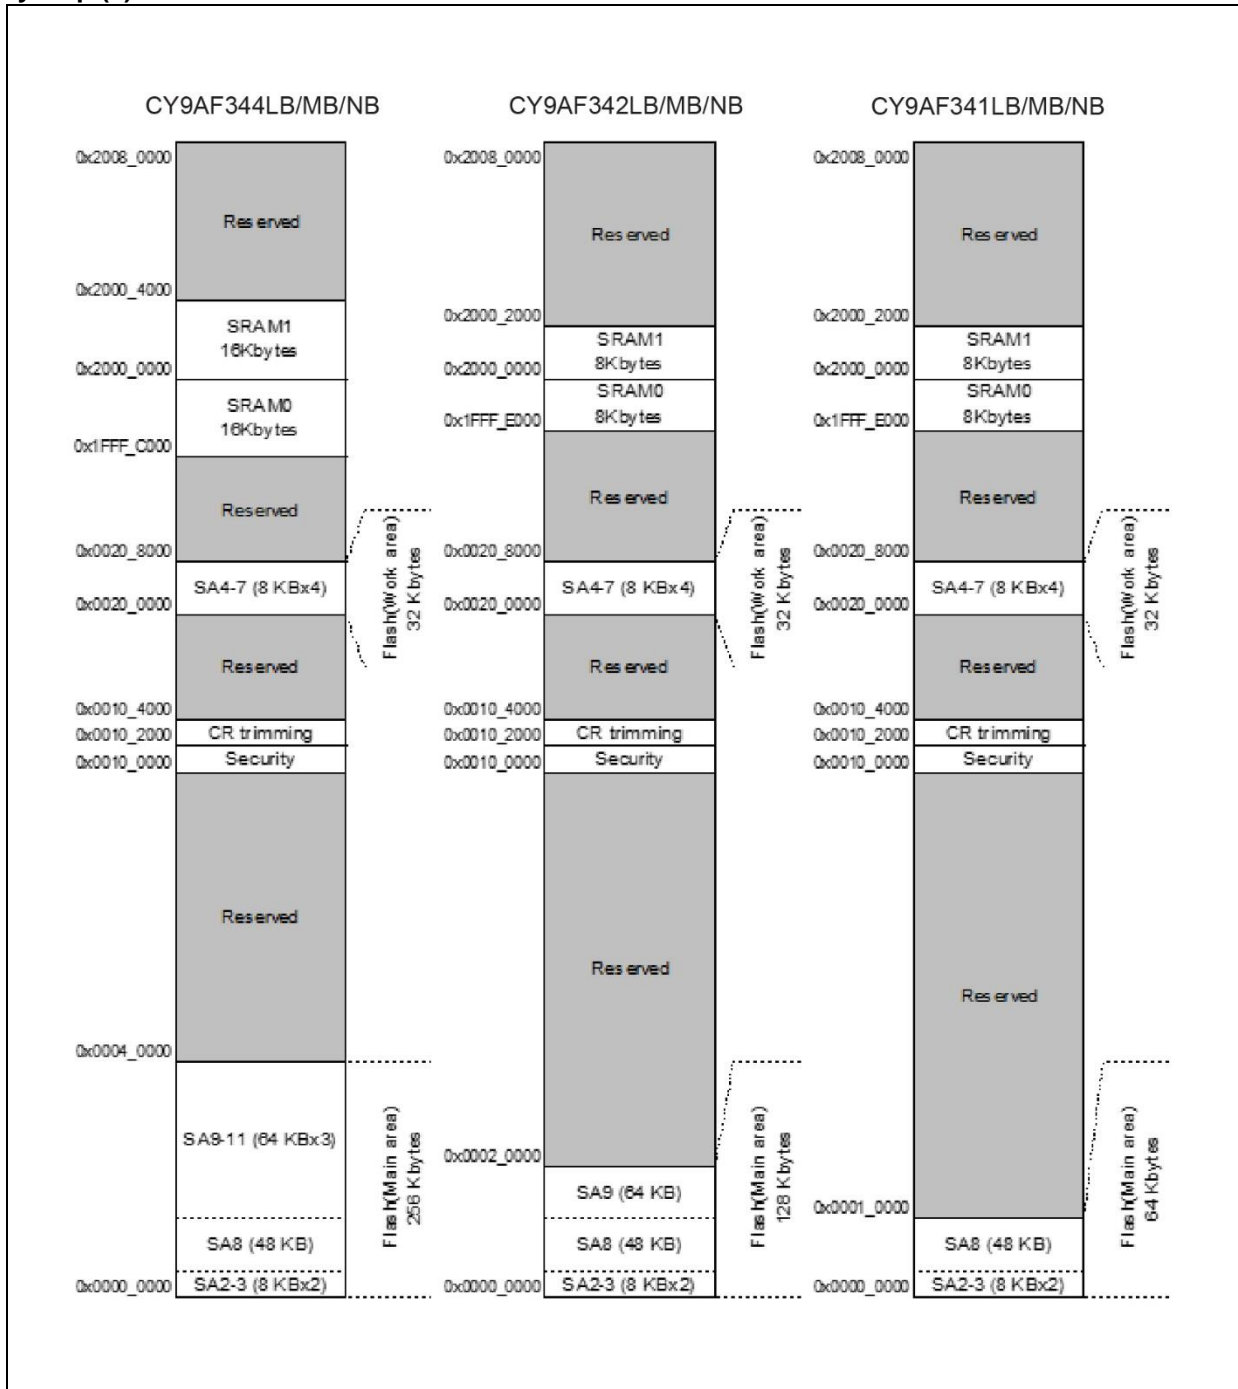 CY9AF344LB/MB/NB
0x2008_0000
Reserved
0x2000_4000
SRAM1
16Kbytes
0x2000_0000
SRAM0
16Kbytes
0x1FFF_C000
Reserved
0x0020_8000
SA4-7 (8 KBx4)
0x0020_0000
Flash(Work area)
32 Kbytes
Reserved
0x0010_4000
CR trimming
0x0010_2000
Security
0x0010_0000
Reserved
0x0004_0000
SA9-11 (64 KBx3)
Flash(Main area)
256 Kbytes
SA8 (48 KB)
SA2-3 (8 KBx2)
0x0000_0000
CY9AF342LB/MB/NB
0x2008_0000
Reserved
0x2000_2000
SRAM1
8Kbytes
0x2000_0000
SRAM0
8Kbytes
0x1FFF_E000
Reserved
0x0020_8000
SA4-7 (8 KBx4)
0x0020_0000
Flash(Work area)
32 Kbytes
Reserved
0x0010_4000
CR trimming
0x0010_2000
Security
0x0010_0000
Reserved
0x0002_0000
SA9 (64 KB)
Flash(Main area)
128 Kbytes
SA8 (48 KB)
SA2-3 (8 KBx2)
0x0000_0000
CY9AF341LB/MB/NB
0x2008_0000
Reserved
0x2000_2000
SRAM1
8Kbytes
0x2000_0000
SRAM0
8Kbytes
0x1FFF_E000
Reserved
0x0020_8000
SA4-7 (8 KBx4)
0x0020_0000
Flash(Work area)
32 Kbytes
Reserved
0x0010_4000
CR trimming
0x0010_2000
Security
0x0010_0000
Reserved
0x0001_0000
Flash(Main area)
64 Kbytes
SA8 (48 KB)
SA2-3 (8 KBx2)
0x0000_0000